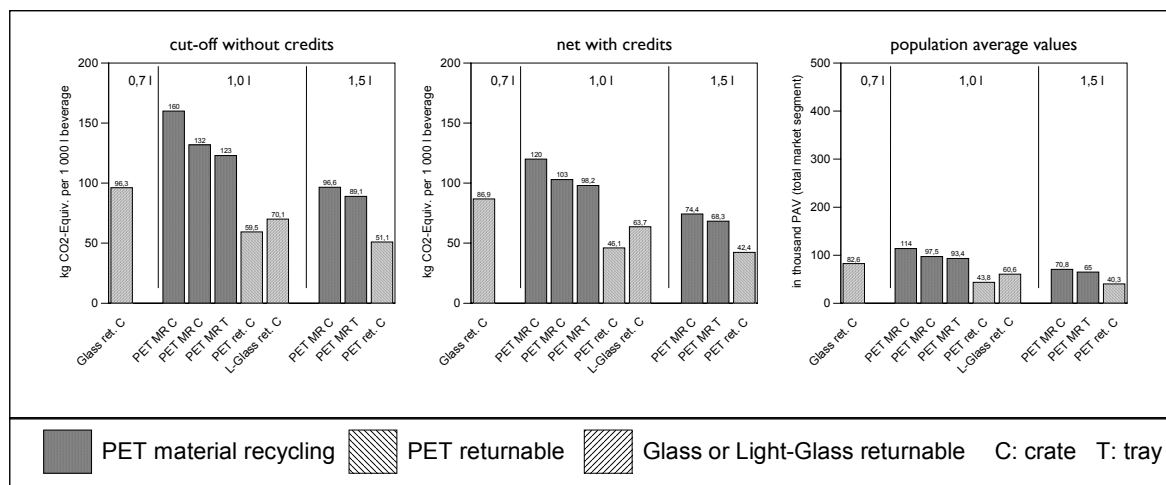 cut-off without credits
kg CO2-Equiv. per 1 000 l beverage
200
150
100
50
0
0,7 l
1,0 l
1,5 l
96,3
160
132
123
59,5
70,1
96,6
89,1
51,1
Glass ret. C
PET MR C
PET MR C
PET MR T
PET ret. C
L-Glass ret. C
PET MR C
PET MR T
PET ret. C
net with credits
kg CO2-Equiv. per 1 000 l beverage
200
150
100
50
0
0,7 l
1,0 l
1,5 l
86,9
120
103
98,2
46,1
63,7
74,4
68,3
42,4
Glass ret. C
PET MR C
PET MR C
PET MR T
PET ret. C
L-Glass ret. C
PET MR C
PET MR T
PET ret. C
population average values
in thousand PAV (total market segment)
500
400
300
200
100
0
0,7 l
1,0 l
1,5 l
82,6
114
97,5
93,4
43,8
60,6
70,8
65
40,3
Glass ret. C
PET MR C
PET MR C
PET MR T
PET ret. C
L-Glass ret. C
PET MR C
PET MR T
PET ret. C
PET material recycling
PET returnable
Glass or Light-Glass returnable
C: crate
T: tray